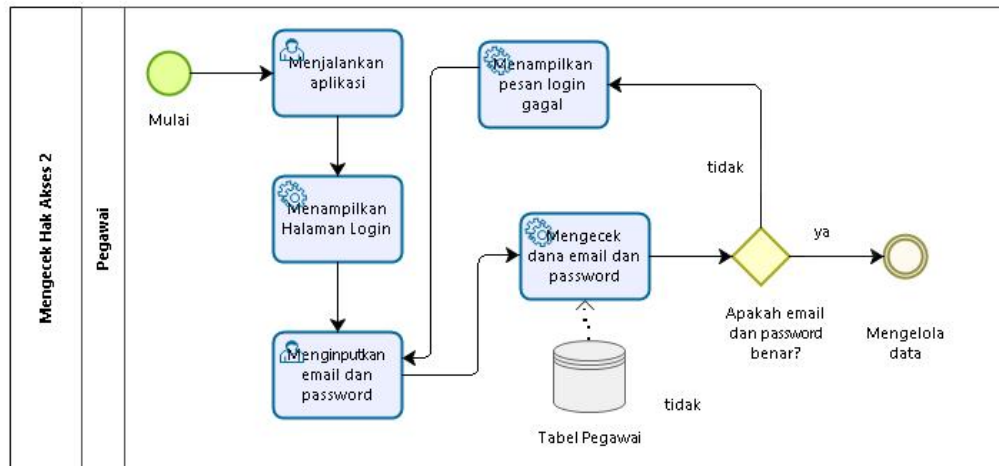 Mengecek Hak Akses 2
Pegawai
Mulai
Menjalankan
aplikasi
Menampilkan
pesan login
gagal
tidak
Menampilkan
Halaman Login
Mengecek
dana email dan
password
ya
Apakah email
dan password
benar?
Mengelola
data
Menginputkan
email dan
password
Tabel Pegawai
tidak